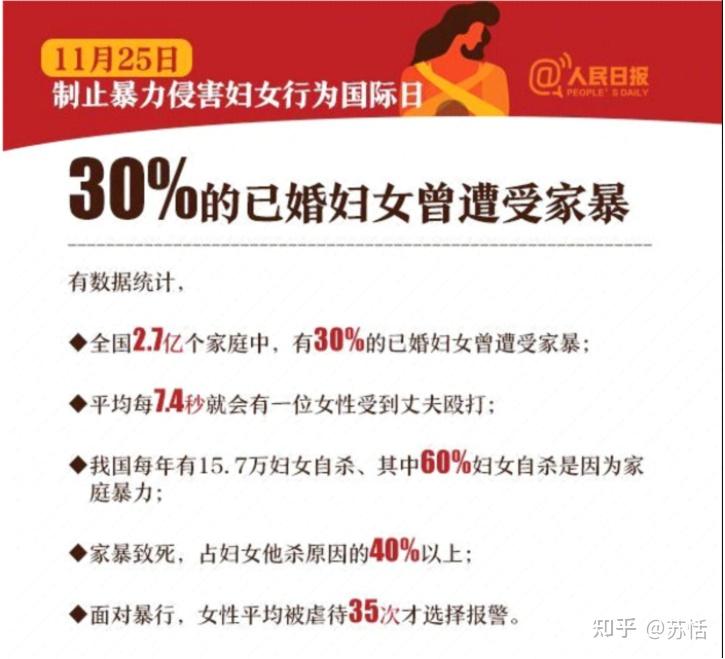 11月25日
制止暴力侵害妇女行为国际日
@人民日报
PEOPLE'S DAILY
30%的已婚妇女曾遭受家暴
有数据统计,
◆全国2.7亿个家庭中,有30%的已婚妇女曾遭受家暴;
◆平均每7.4秒就会有一位女性受到丈夫殴打;
◆我国每年有15.7万妇女自杀、其中60%妇女自杀是因为家
庭暴力;
◆家暴致死,占妇女他杀原因的40%以上;
◆面对暴行,女性平均被虐待35次才选择报警。
知乎 @苏恬